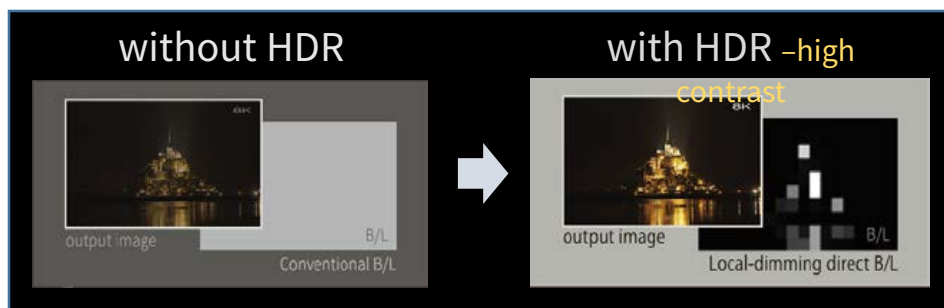 without HDR
8K
output image
B/L
Conventional B/L
with HDR –high
contrast
8K
output image
B/L
Local-dimming direct B/L